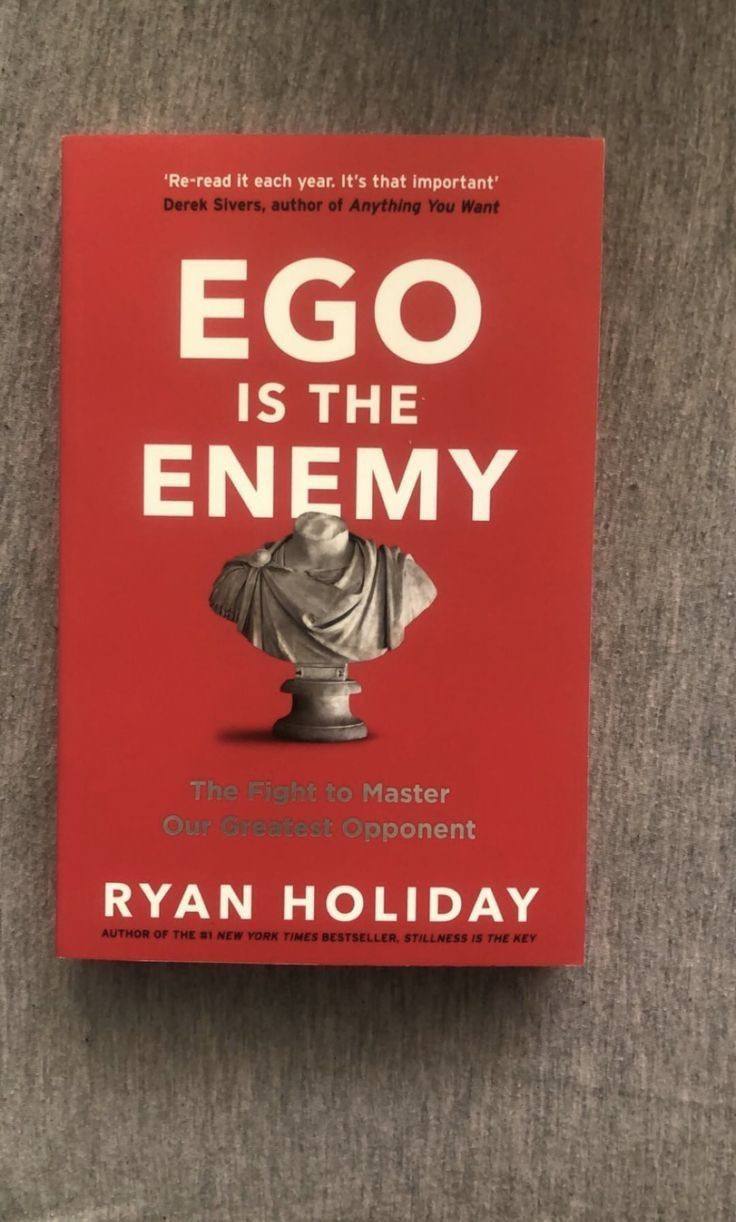 'Re-read it each year. It's that important'
Derek Sivers, author of Anything You Want
EGO
IS THE
ENEMY
The Fight to Master
Our Greatest Opponent
RYAN HOLIDAY
AUTHOR OF THE #1 NEW YORK TIMES BESTSELLER, STILLNESS IS THE KEY